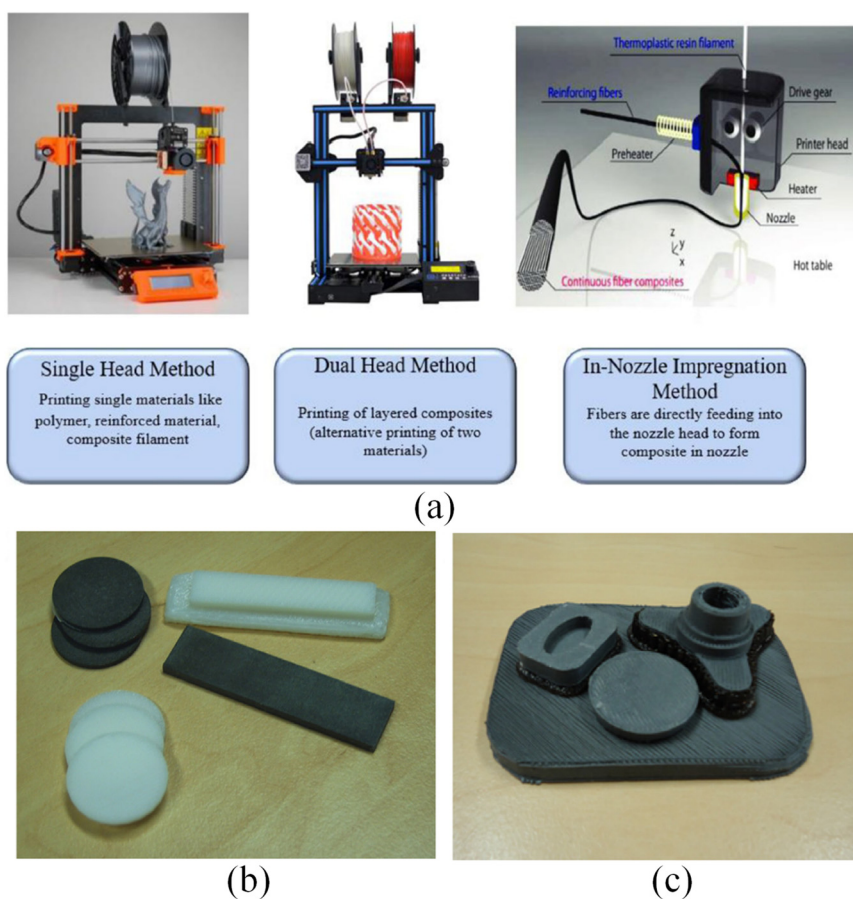 Thermoplastic resin filament
Reinforcing fibers
Drive gear
Preheater
Printer head
Heater
Nozzle
z
y
x
Hot table
Continuous fiber composites
Single Head Method
Printing single materials like
polymer, reinforced material,
composite filament
Dual Head Method
Printing of layered composites
(alternative printing of two
materials)
In-Nozzle Impregnation
Method
Fibers are directly feeding into
the nozzle head to form
composite in nozzle
(a)
(b)
(c)